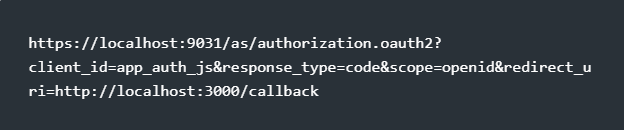 https://localhost:9031/as/authorization.oauth2?
client_id=app_auth_js&response_type=code&scope=openid&redirect_u
ri=http://localhost:3000/callback